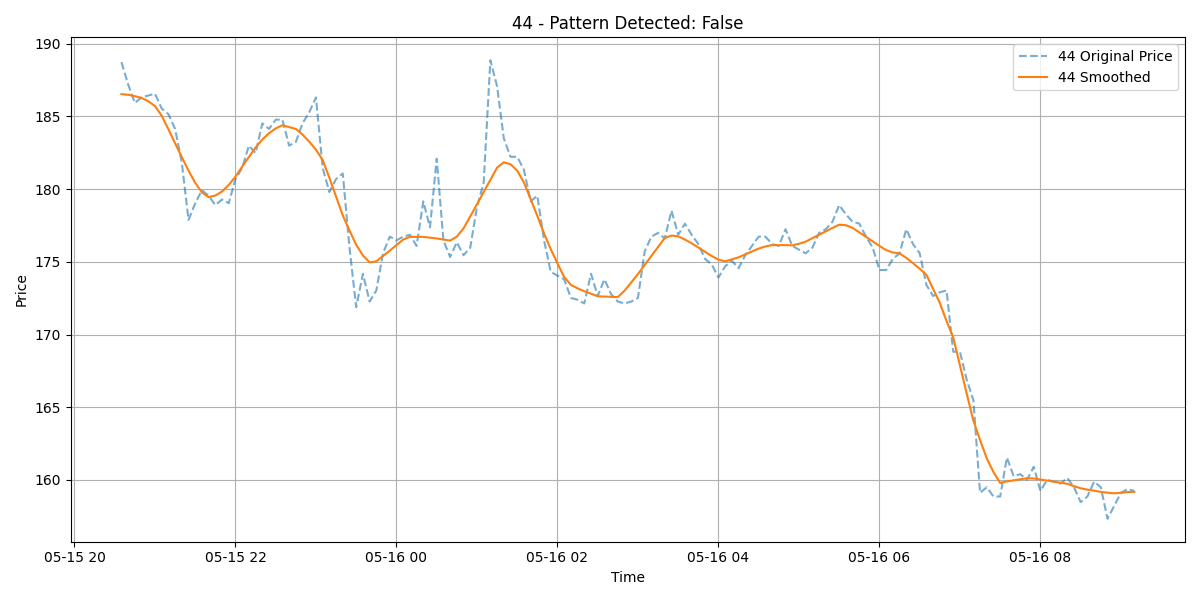 44 - Pattern Detected: False
190
185
180
175
170
165
160
Price
44 Original Price
44 Smoothed
05-15 20
05-15 22
05-16 00
05-16 02
05-16 04
05-16 06
05-16 08
Time